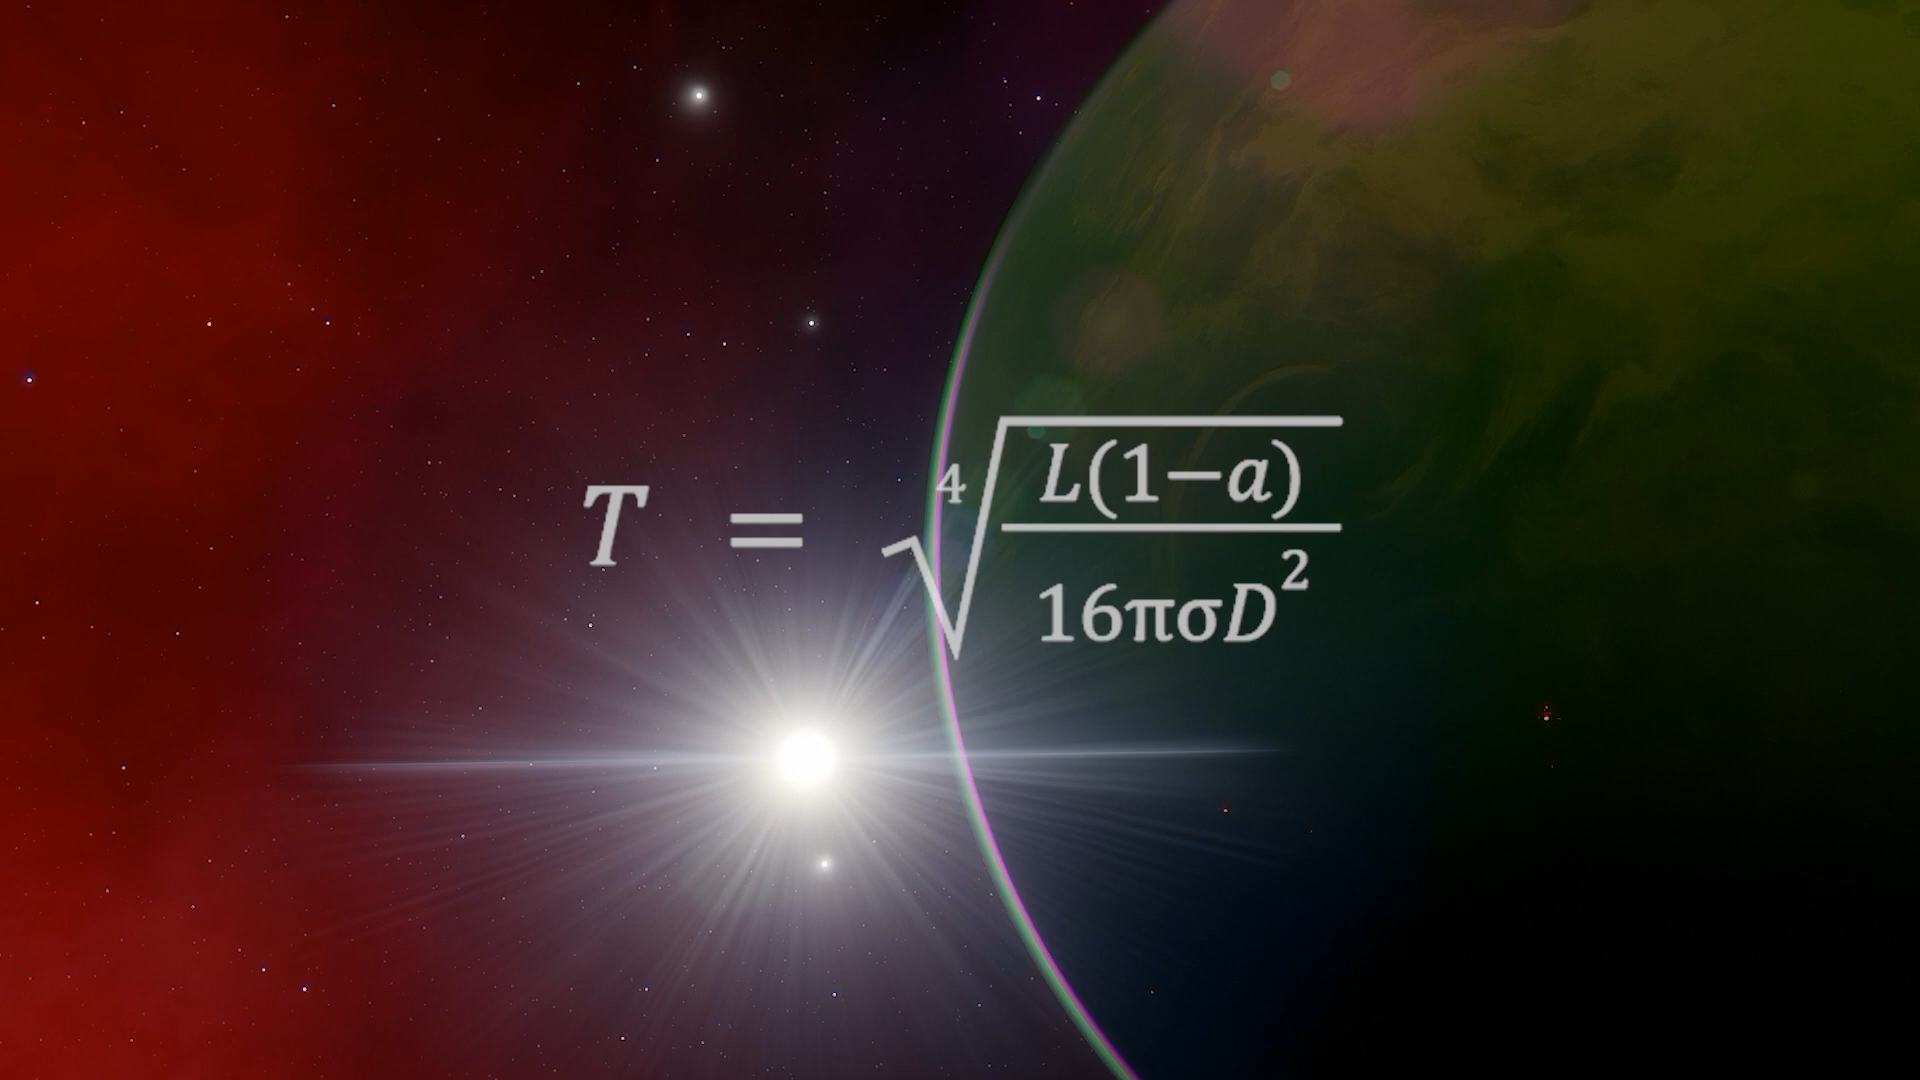 T = ⁴√(L(1−a) / 16πσD²)